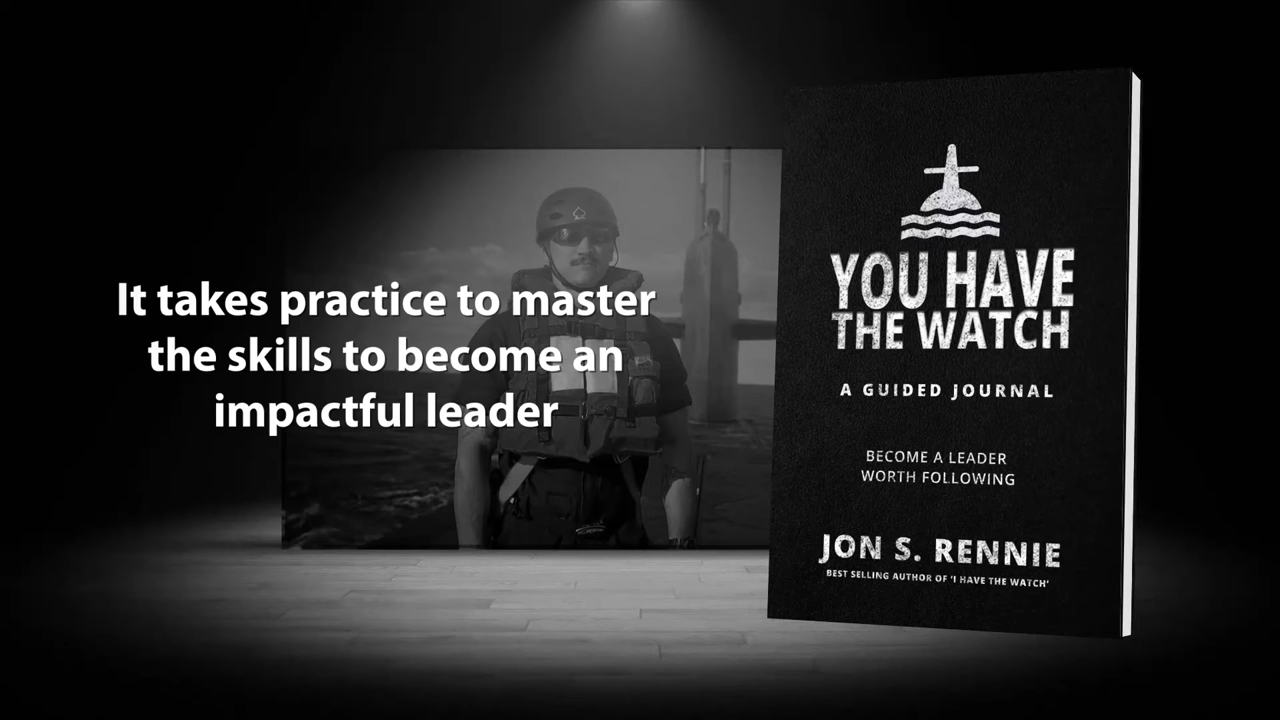 It takes practice to master
the skills to become an
impactful leader
YOU HAVE
THE WATCH
A GUIDED JOURNAL
BECOME A LEADER
WORTH FOLLOWING
JON S. RENNIE
BEST SELLING AUTHOR OF 'I HAVE THE WATCH'